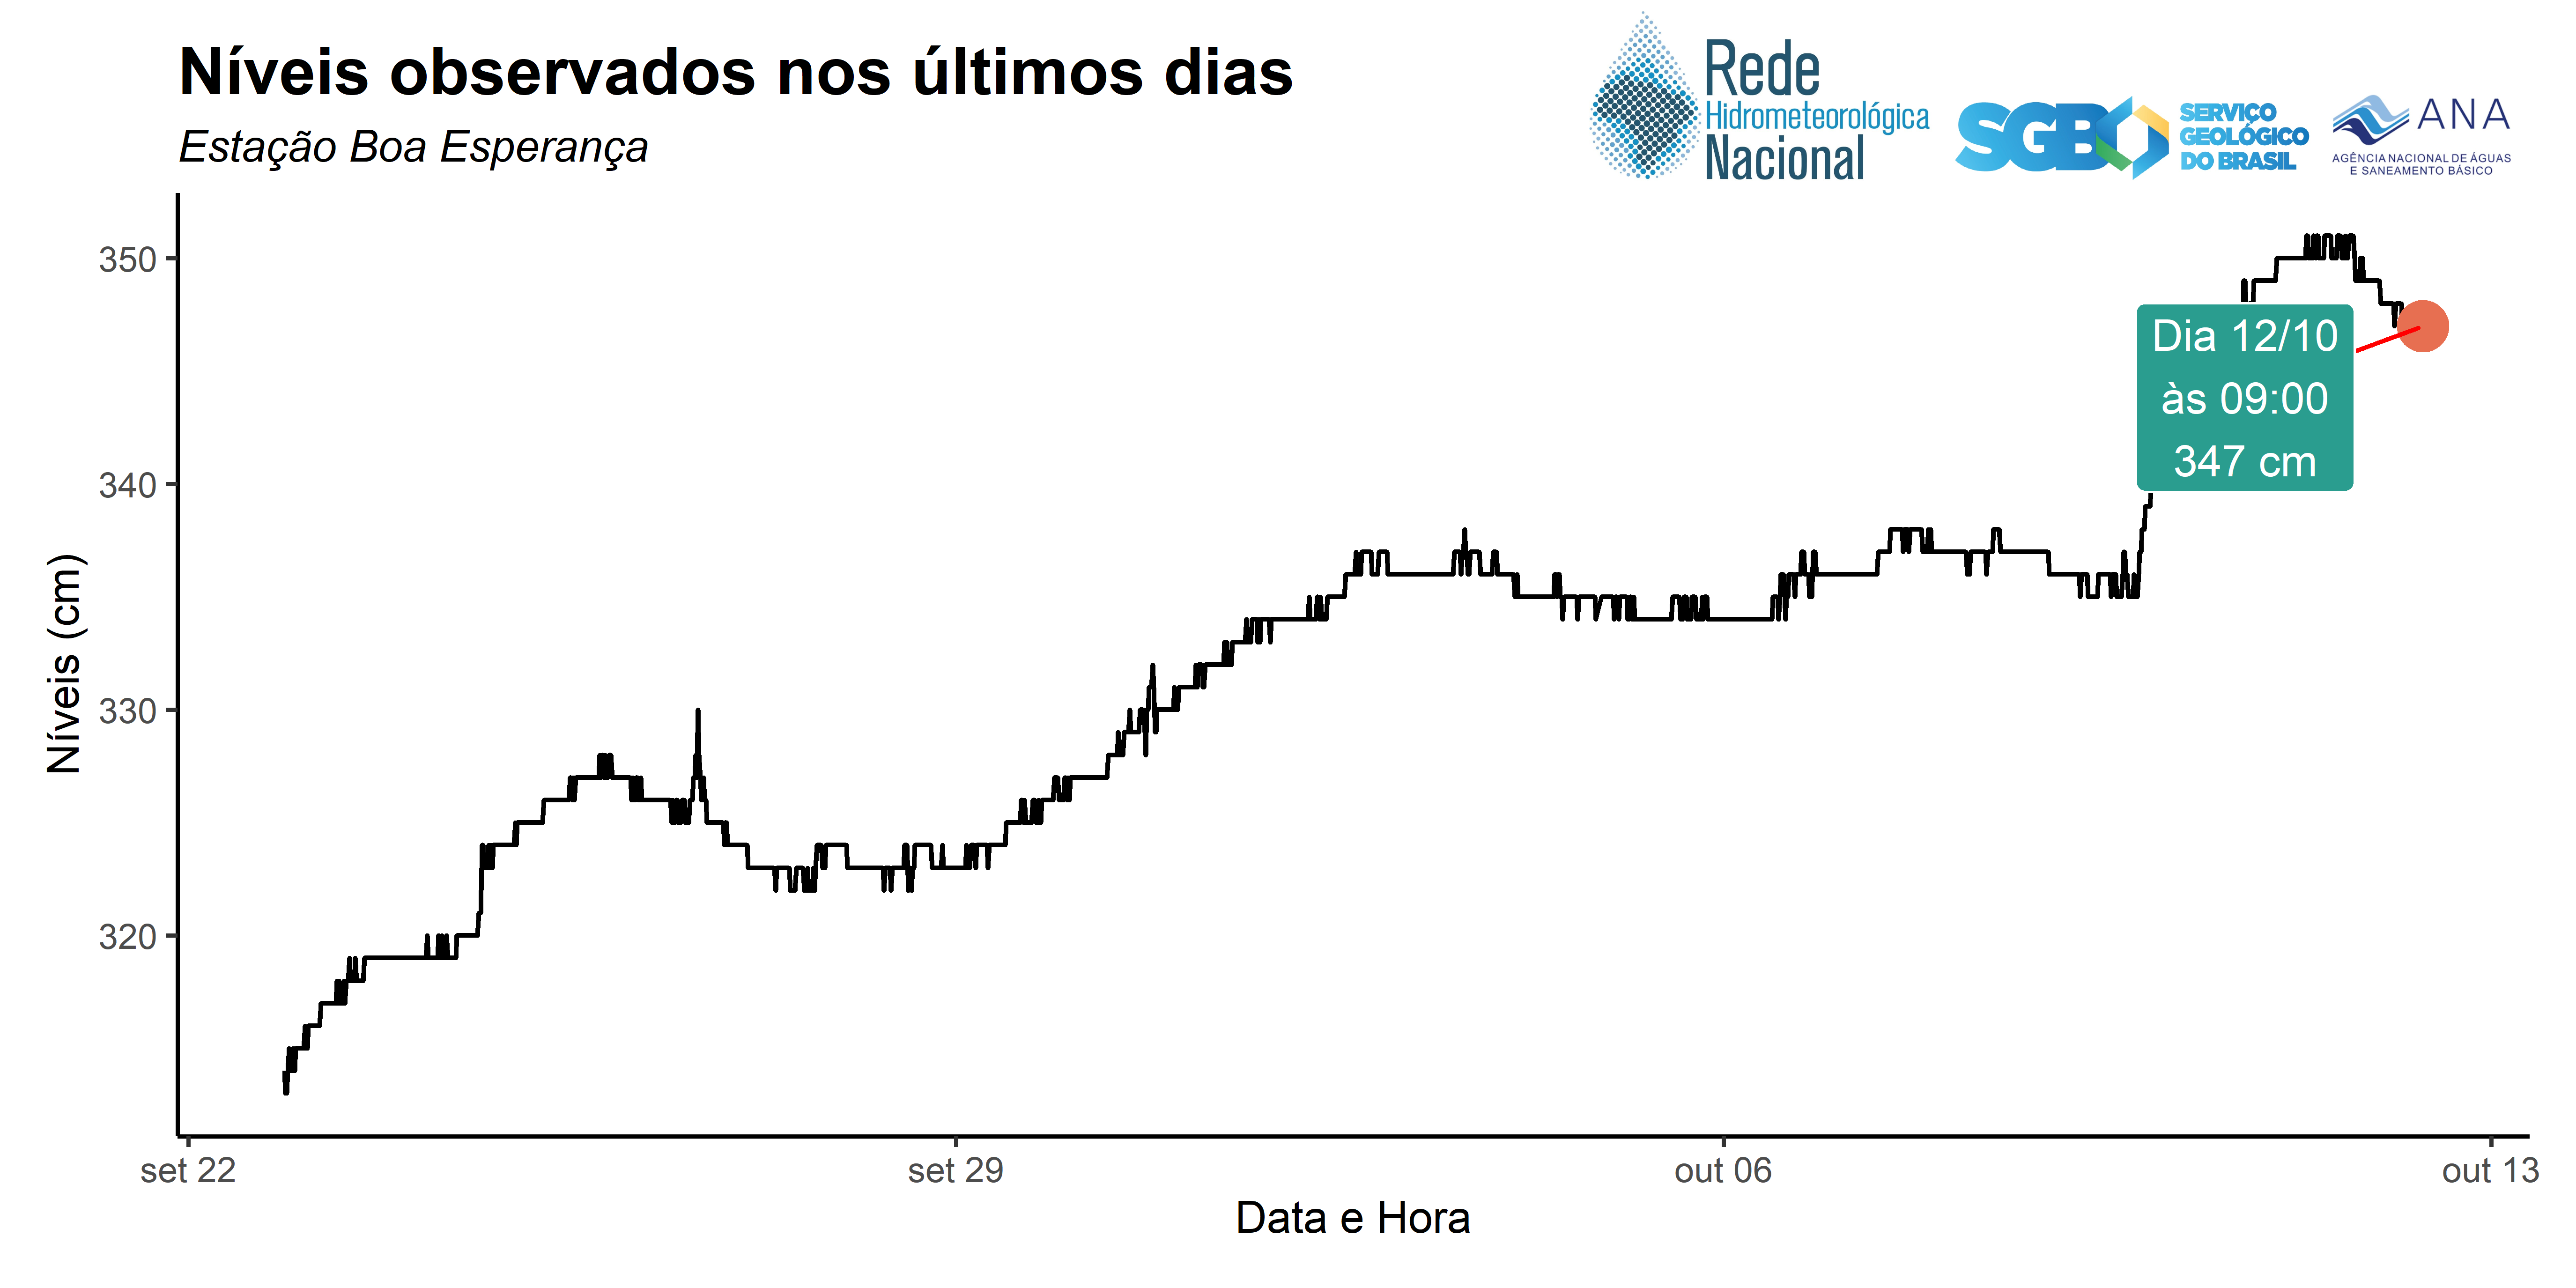 Níveis observados nos últimos dias
Estação Boa Esperança
Rede
Hidrometeorológica
Nacional
SGB
SERVIÇO
GEOLÓGICO
DO BRASIL
ANA
AGÊNCIA NACIONAL DE ÁGUAS
E SANEAMENTO BÁSICO
350
340
330
320
Níveis (cm)
Dia 12/10
às 09:00
347 cm
set 22
set 29
out 06
out 13
Data e Hora